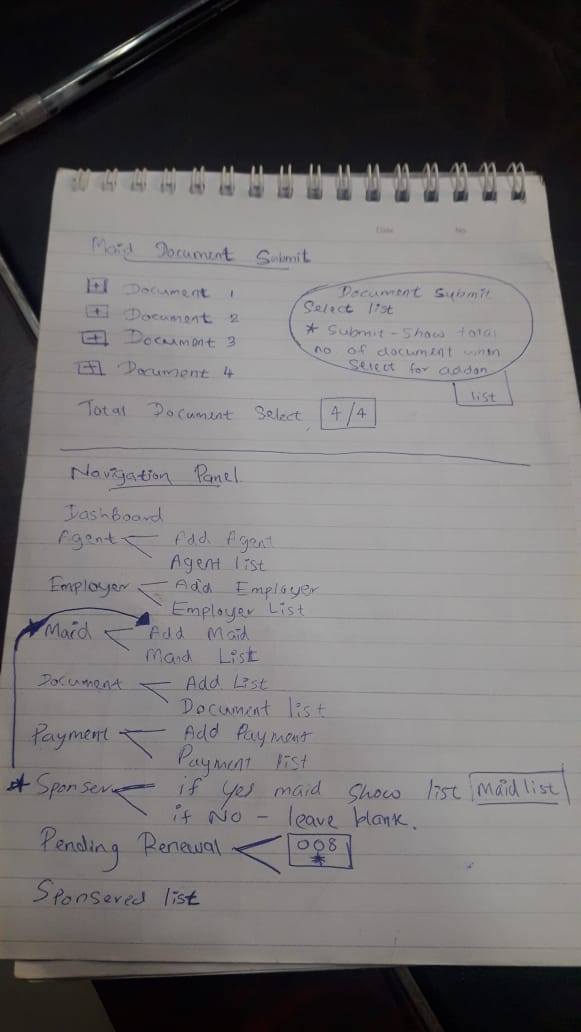 Date No
Maid Document Submit
+ Document 1
+ Document 2
+ Document 3
+ Document 4
Total Document Select 4/4
Document Submit
Select list
* Submit - Show total
no of document when
Select for addon
list
Navigation Panel
DashBoard
Agent Add Agent
Agent list
Employer Add Employer
Employer List
Maid Add Maid
Maid List
Document Add List
Document list
Payment Add Payment
Payment list
* Sponser if yes maid show list Maid list
if NO - leave blank.
Pending Renewal 008
*
Sponsered list